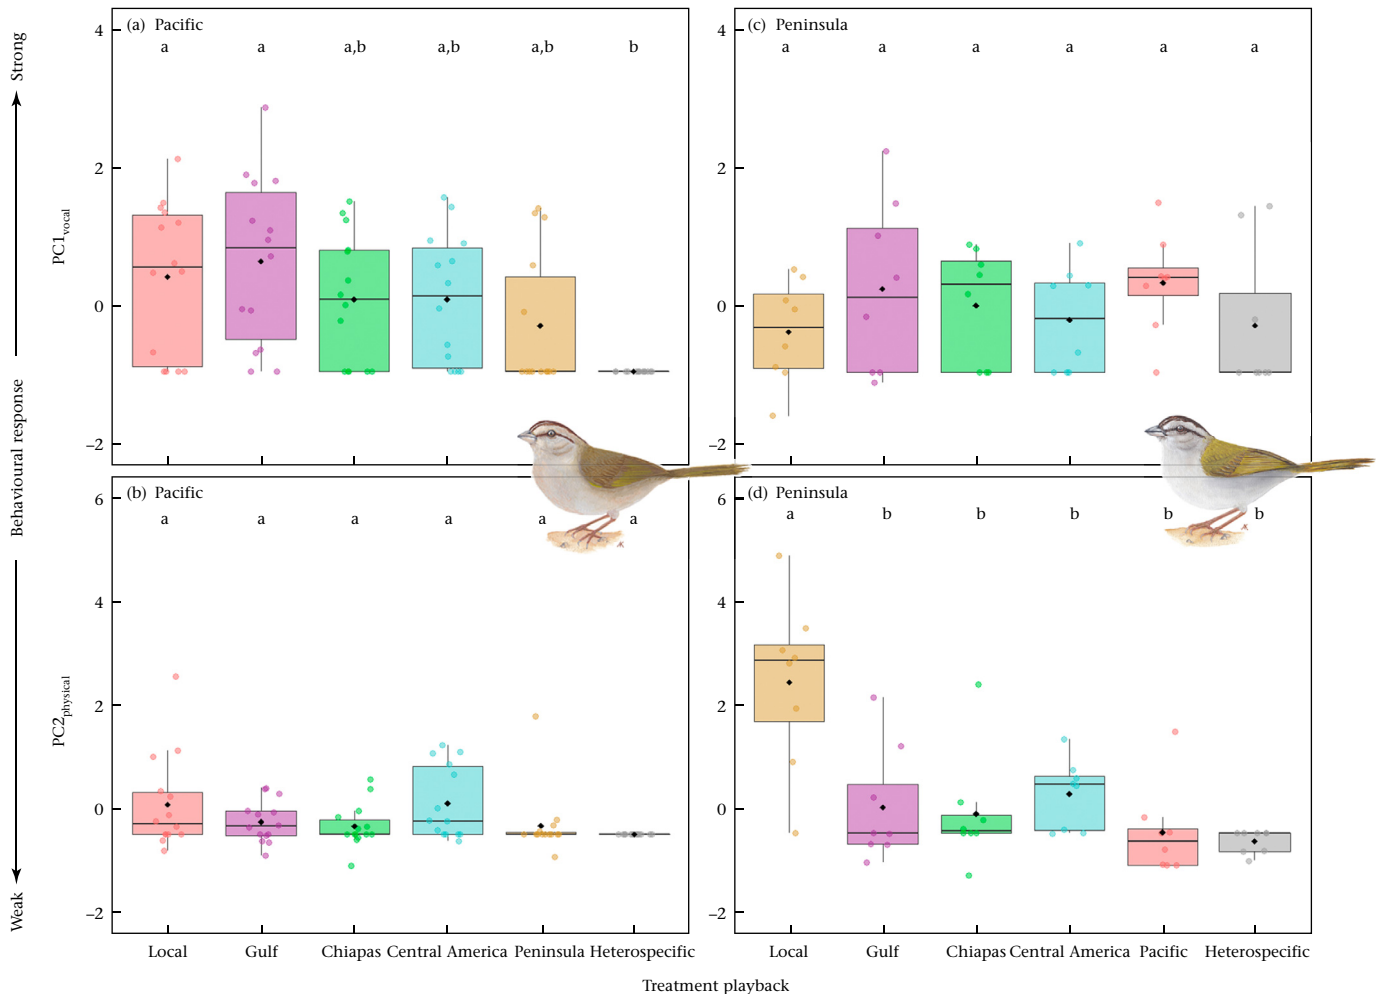 (a) Pacific
a a a,b a,b a,b b
4
2
0
−2
PC1vocal
(c) Peninsula
a a a a a a
4
2
0
−2
(b) Pacific
a a a a a a
6
4
2
0
−2
PC2physical
Local Gulf Chiapas Central America Peninsula Heterospecific
(d) Peninsula
a b b b b b
6
4
2
0
−2
Local Gulf Chiapas Central America Pacific Heterospecific
Treatment playback
Strong
Behavioural response
Weak